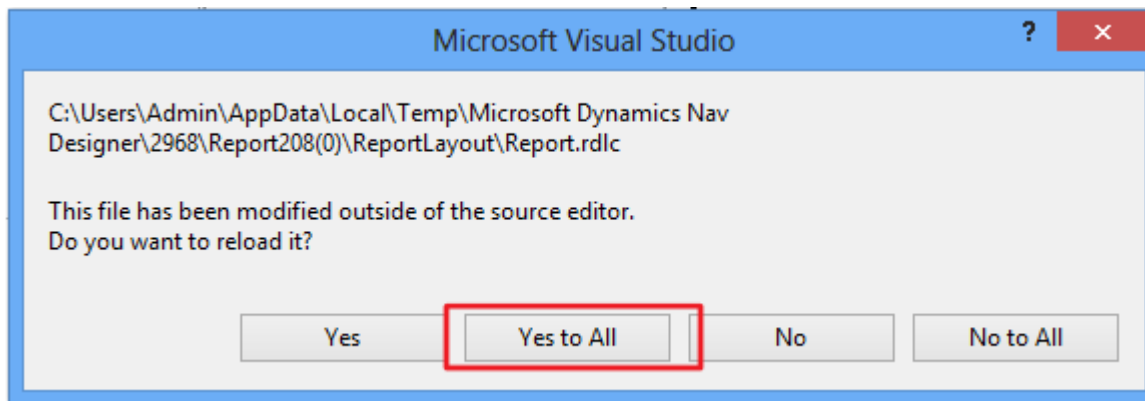 Microsoft Visual Studio
?
C:\Users\Admin\AppData\Local\Temp\Microsoft Dynamics Nav
Designer\2968\Report208(0)\ReportLayout\Report.rdlc
This file has been modified outside of the source editor.
Do you want to reload it?
Yes
Yes to All
No
No to All